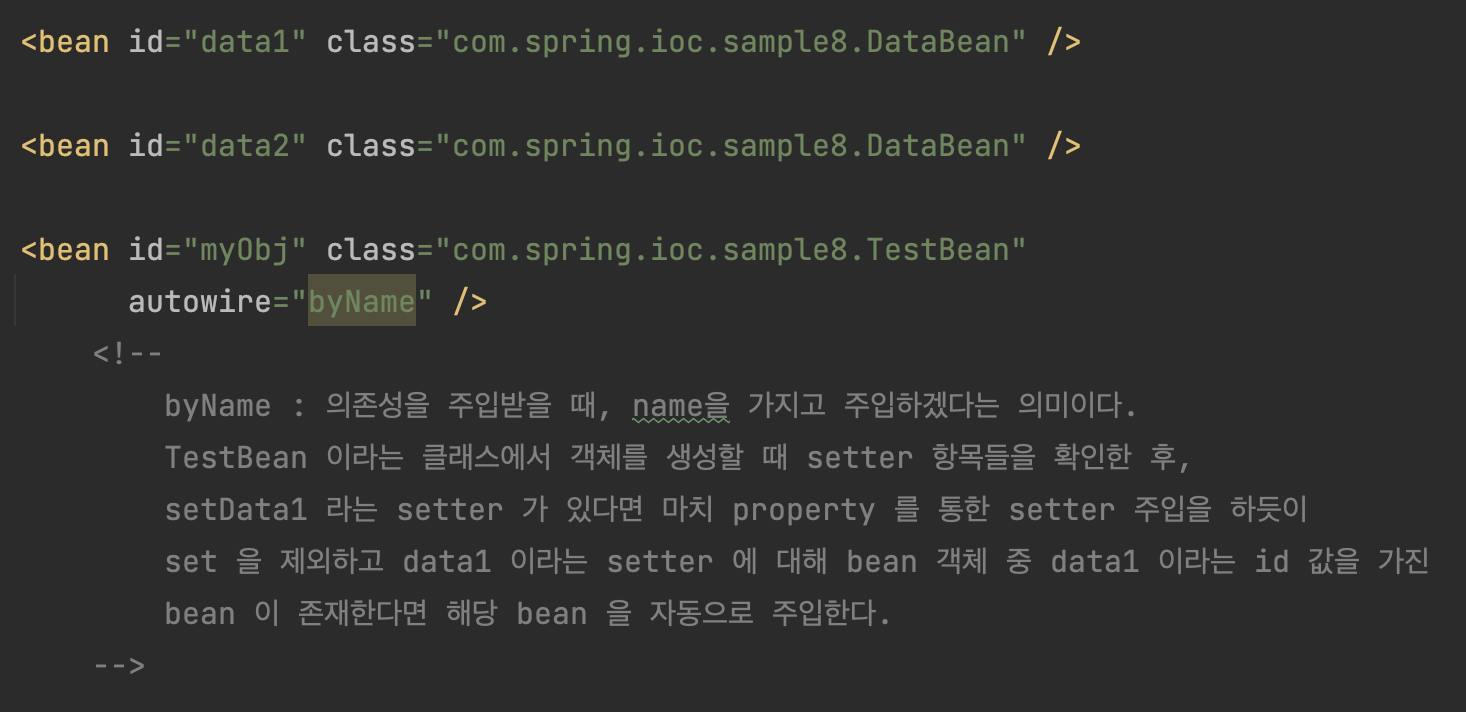 <bean id="data1" class="com.spring.ioc.sample8.DataBean" />
<bean id="data2" class="com.spring.ioc.sample8.DataBean" />
<bean id="myObj" class="com.spring.ioc.sample8.TestBean"
autowire="byName" />
<!--
byName : 의존성을 주입받을 때, name을 가지고 주입하겠다는 의미이다.
TestBean 이라는 클래스에서 객체를 생성할 때 setter 항목들을 확인한 후,
setData1 라는 setter 가 있다면 마치 property 를 통한 setter 주입을 하듯이
set 을 제외하고 data1 이라는 setter 에 대해 bean 객체 중 data1 이라는 id 값을 가진
bean 이 존재한다면 해당 bean 을 자동으로 주입한다.
-->